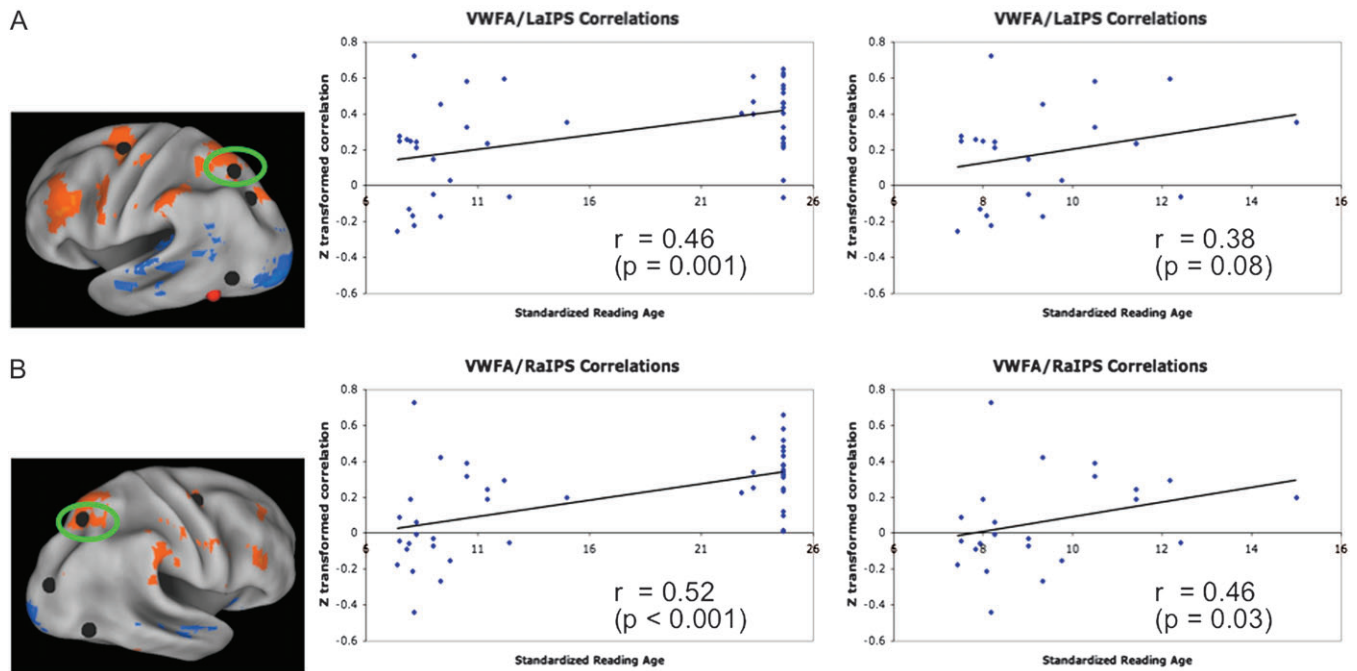 A
VWFA/LaIPS Correlations
Z transformed correlation
0.8
0.6
0.4
0.2
0
-0.2
-0.4
-0.6
6
11
16
21
26
r = 0.46
(p = 0.001)
Standardized Reading Age
VWFA/LaIPS Correlations
Z transformed correlation
0.8
0.6
0.4
0.2
0
-0.2
-0.4
-0.6
6
8
10
12
14
16
r = 0.38
(p = 0.08)
Standardized Reading Age
B
VWFA/RaIPS Correlations
Z transformed correlation
0.8
0.6
0.4
0.2
0
-0.2
-0.4
-0.6
6
11
16
21
26
r = 0.52
(p < 0.001)
Standardized Reading Age
VWFA/RaIPS Correlations
Z transformed correlation
0.8
0.6
0.4
0.2
0
-0.2
-0.4
-0.6
6
8
10
12
14
16
r = 0.46
(p = 0.03)
Standardized Reading Age